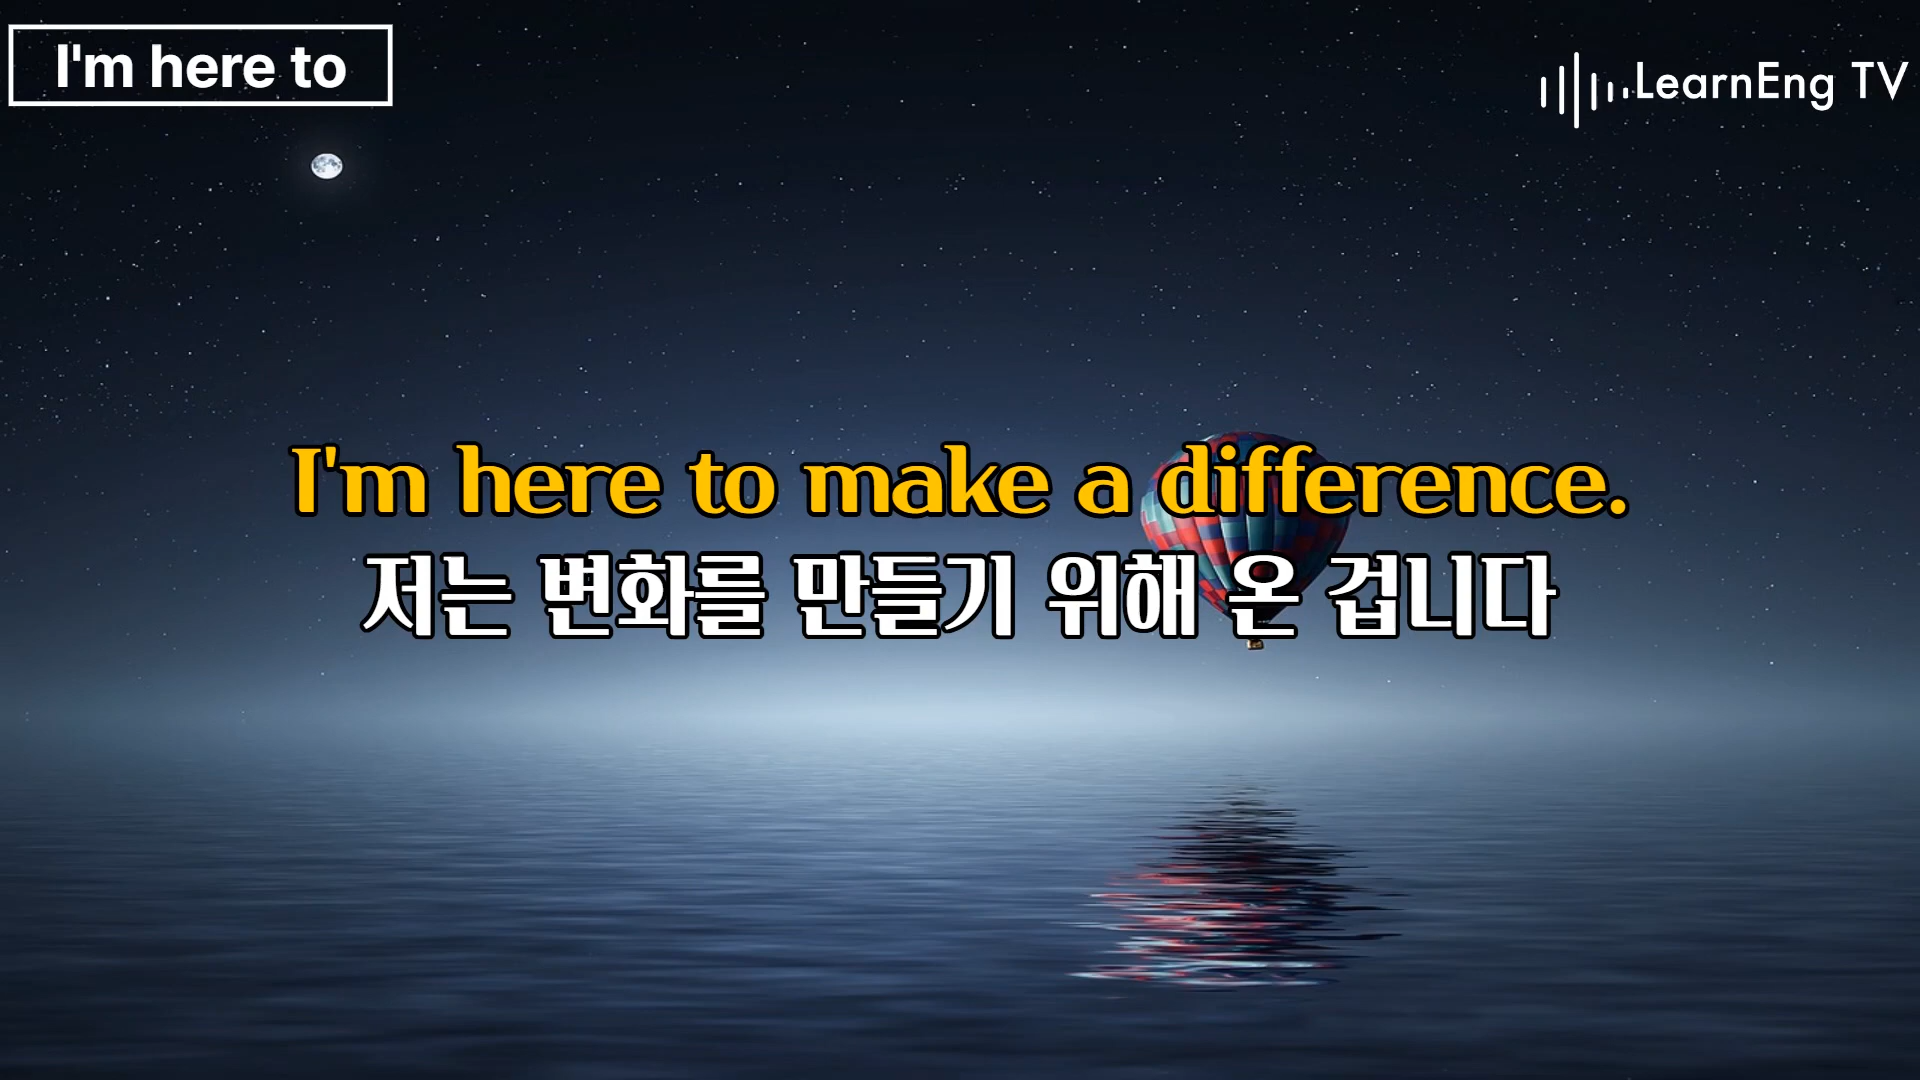 I'm here to
LearnEng TV
I'm here to make a difference.
저는 변화를 만들기 위해 온 겁니다